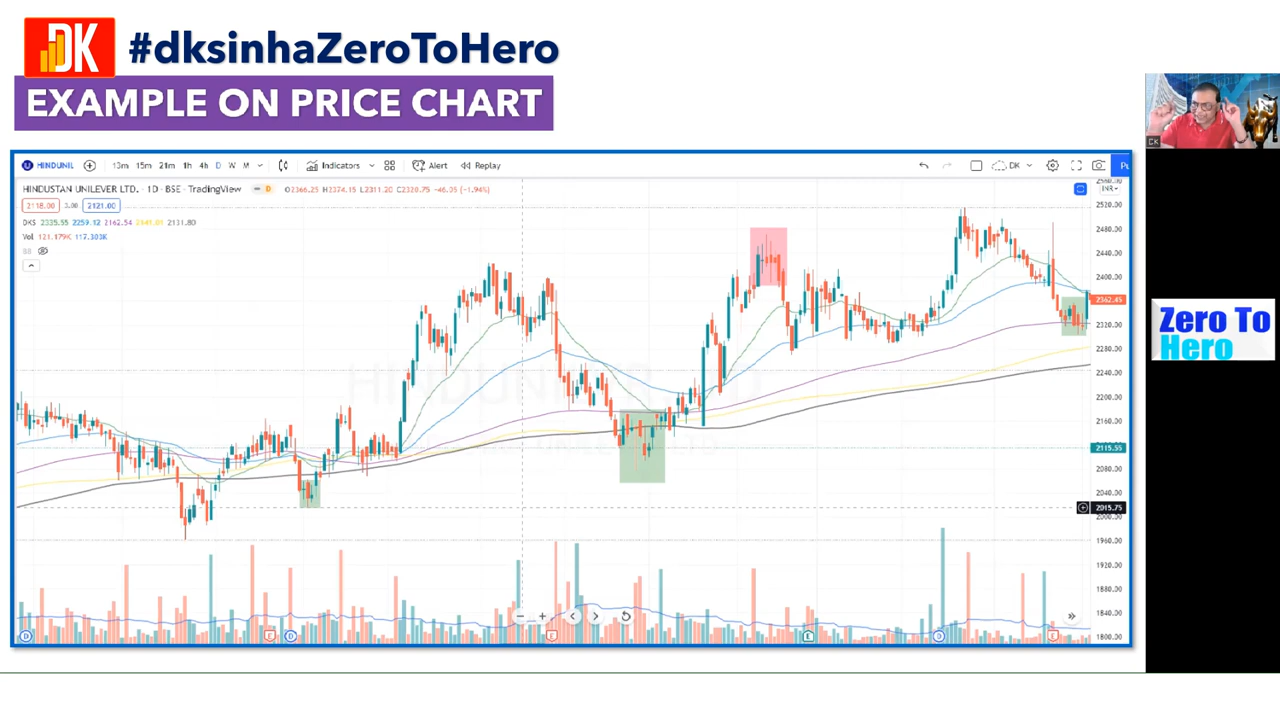 DK #dksinhaZeroToHero
EXAMPLE ON PRICE CHART
HINDUNIL 13m 15m 21m 1h 4h D W M Indicators Alert Replay DK Pu
HINDUSTAN UNILEVER LTD. · 1D · BSE · TradingView D O2366.25 H2374.15 L2311.20 C2320.75 -46.05 (-1.94%)
INR
2118.00 3.00 2121.00
DKS 2335.55 2259.12 2162.54 2131.80
Vol 121.179K 117.303K
BB
2520.00
2480.00
2440.00
2400.00
2362.45
2320.00
2280.00
2240.00
2200.00
2160.00
2115.55
2080.00
2040.00
2015.75
2000.00
1960.00
1920.00
1880.00
1840.00
1800.00
D E D E E D E
DK
Zero To
Hero